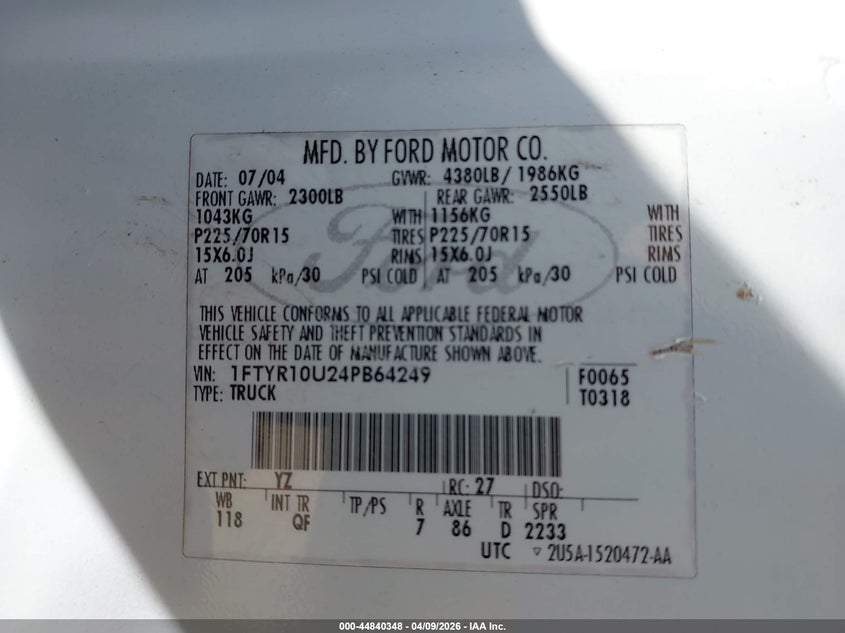 MFD. BY FORD MOTOR CO.
DATE: 07/04 GVWR: 4380LB/ 1986KG
FRONT GAWR: 2300LB REAR GAWR: 2550LB
1043KG WITH 1156KG WITH
P225/70R15 TIRES P225/70R15 TIRES
15X6.0J RIMS 15X6.0J RIMS
AT 205 kPa/30 PSI COLD AT 205 kPa/30 PSI COLD
Ford
THIS VEHICLE CONFORMS TO ALL APPLICABLE FEDERAL MOTOR
VEHICLE SAFETY AND THEFT PREVENTION STANDARDS IN
EFFECT ON THE DATE OF MANUFACTURE SHOWN ABOVE.
VIN: 1FTYR10U24PB64249 F0065
TYPE: TRUCK T0318
EXT PNT: YZ RC: 27 DSO:
WB INT TR TP/PS R AXLE TR SPR
118 QF 7 86 D 2233
UTC ▽ 2U5A-1520472-AA
000-44840348 - 04/09/2026 - IAA Inc.